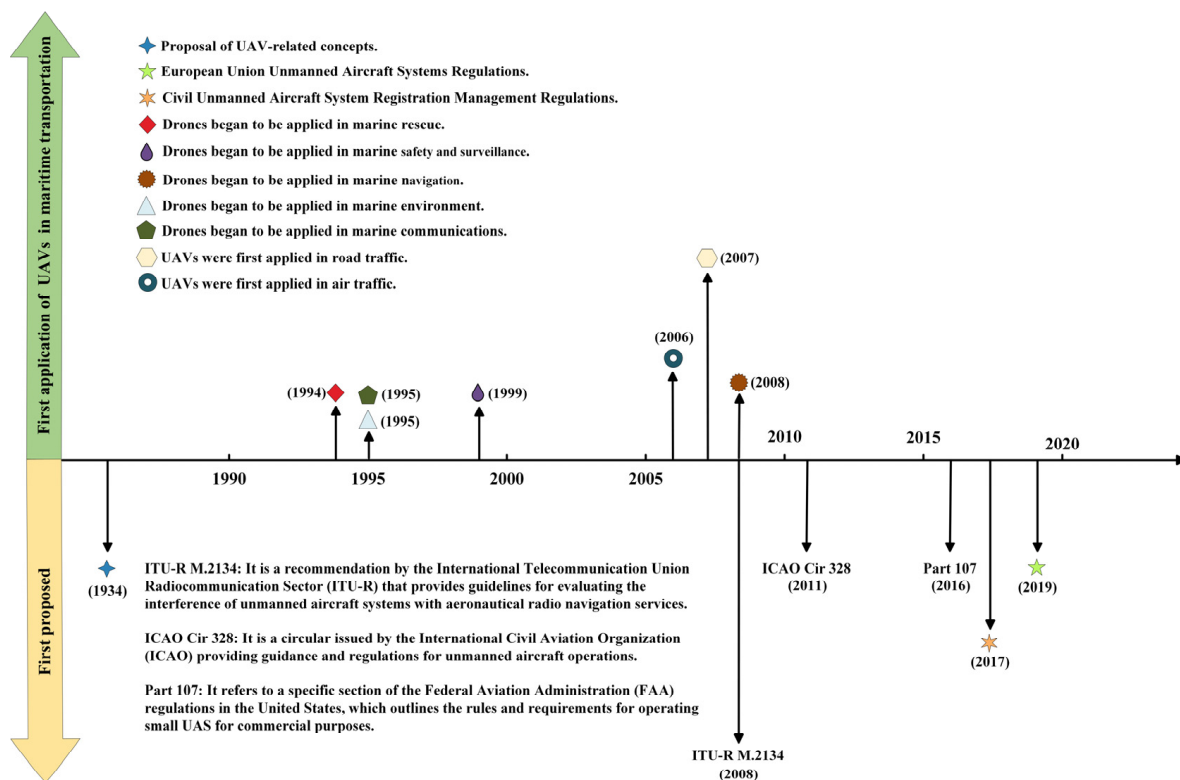 First application of UAVs in maritime transportation
First proposed
Proposal of UAV-related concepts.
European Union Unmanned Aircraft Systems Regulations.
Civil Unmanned Aircraft System Registration Management Regulations.
Drones began to be applied in marine rescue.
Drones began to be applied in marine safety and surveillance.
Drones began to be applied in marine navigation.
Drones began to be applied in marine environment.
Drones began to be applied in marine communications.
UAVs were first applied in road traffic.
UAVs were first applied in air traffic.
(2007)
(2006)
(2008)
(1994)
(1995)
(1999)
(1995)
2010
2015
2020
1990
1995
2000
2005
(1934)
ITU-R M.2134: It is a recommendation by the International Telecommunication Union
Radiocommunication Sector (ITU-R) that provides guidelines for evaluating the
interference of unmanned aircraft systems with aeronautical radio navigation services.
ICAO Cir 328: It is a circular issued by the International Civil Aviation Organization
(ICAO) providing guidance and regulations for unmanned aircraft operations.
Part 107: It refers to a specific section of the Federal Aviation Administration (FAA)
regulations in the United States, which outlines the rules and requirements for operating
small UAS for commercial purposes.
ICAO Cir 328
(2011)
Part 107
(2016)
(2019)
(2017)
ITU-R M.2134
(2008)